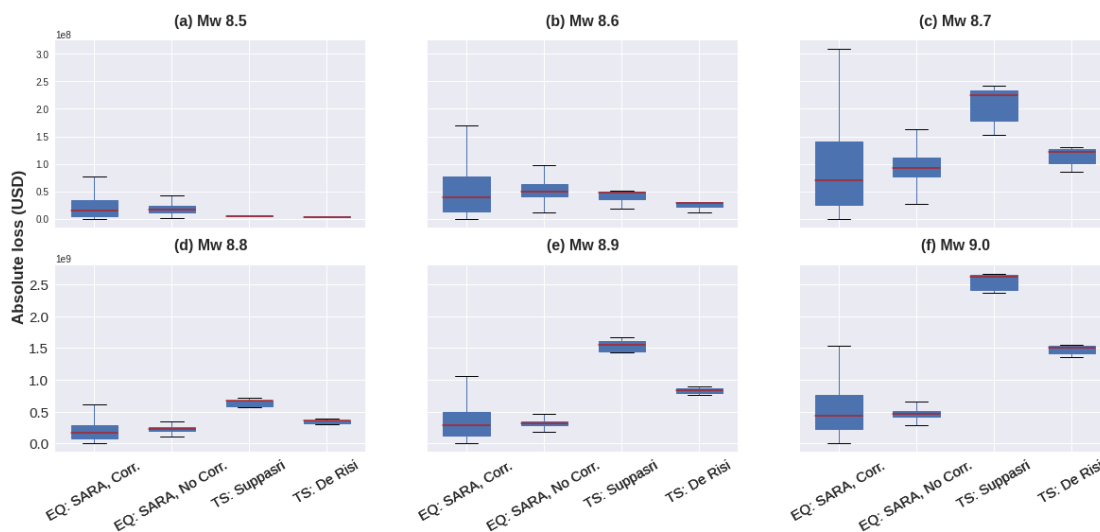 (a) Mw 8.5
(b) Mw 8.6
(c) Mw 8.7
1e8
3.0
2.5
2.0
1.5
1.0
0.5
0.0
Absolute loss (USD)
(d) Mw 8.8
(e) Mw 8.9
(f) Mw 9.0
1e9
2.5
2.0
1.5
1.0
0.5
0.0
EQ: SARA, Corr.
EQ: SARA, No Corr.
TS: Suppasri
TS: De Risi
EQ: SARA, Corr.
EQ: SARA, No Corr.
TS: Suppasri
TS: De Risi
EQ: SARA, Corr.
EQ: SARA, No Corr.
TS: Suppasri
TS: De Risi